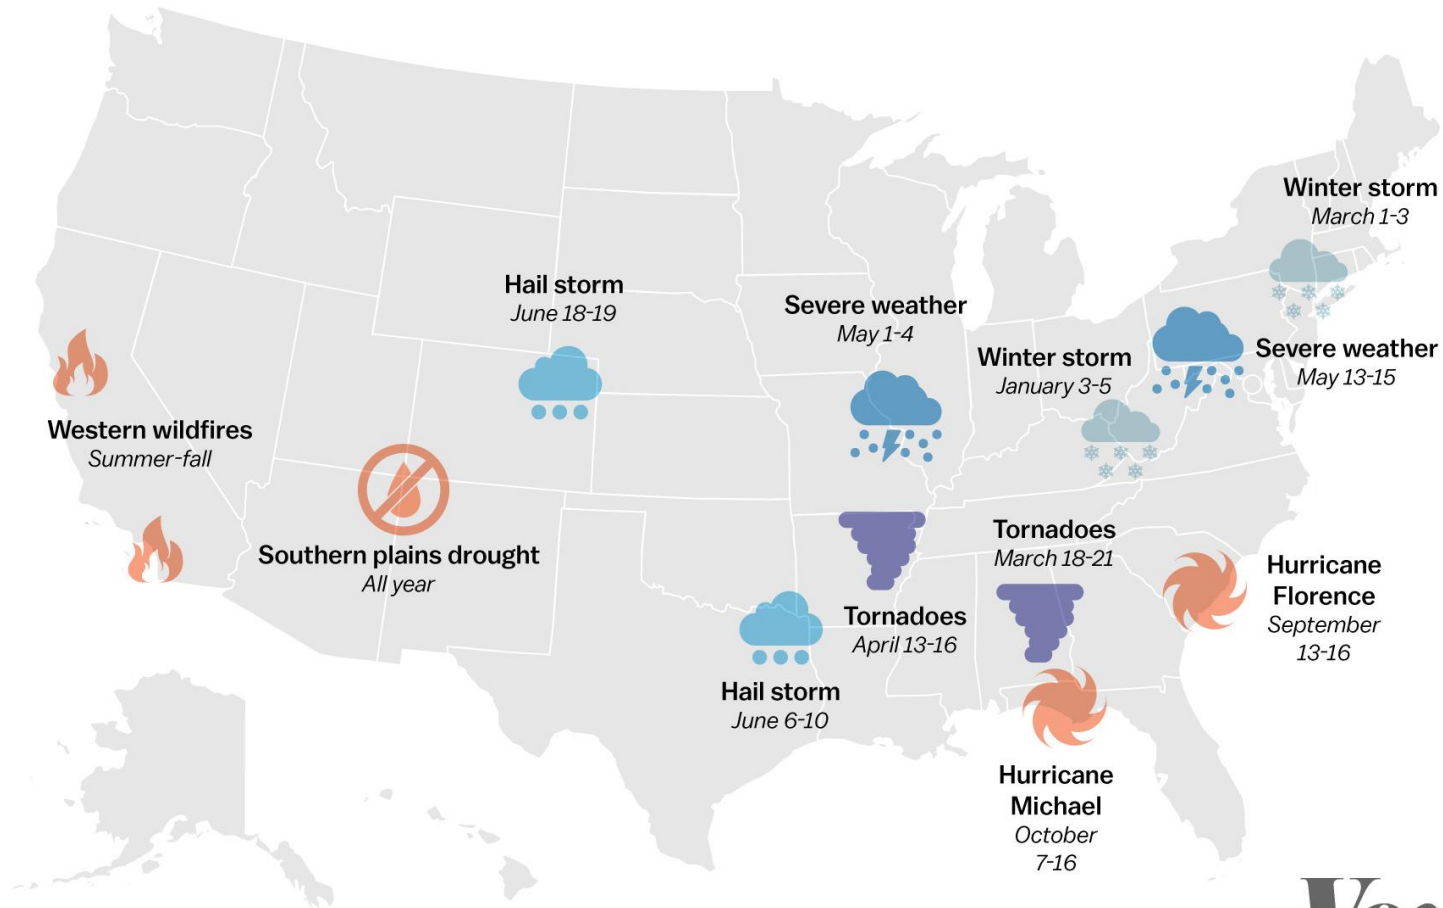 Winter storm
March 1-3
Hail storm
June 18-19
Severe weather
May 1-4
Winter storm
January 3-5
Severe weather
May 13-15
Western wildfires
Summer-fall
Southern plains drought
All year
Tornadoes
March 18-21
Hurricane
Florence
September
13-16
Tornadoes
April 13-16
Hail storm
June 6-10
Hurricane
Michael
October
7-16